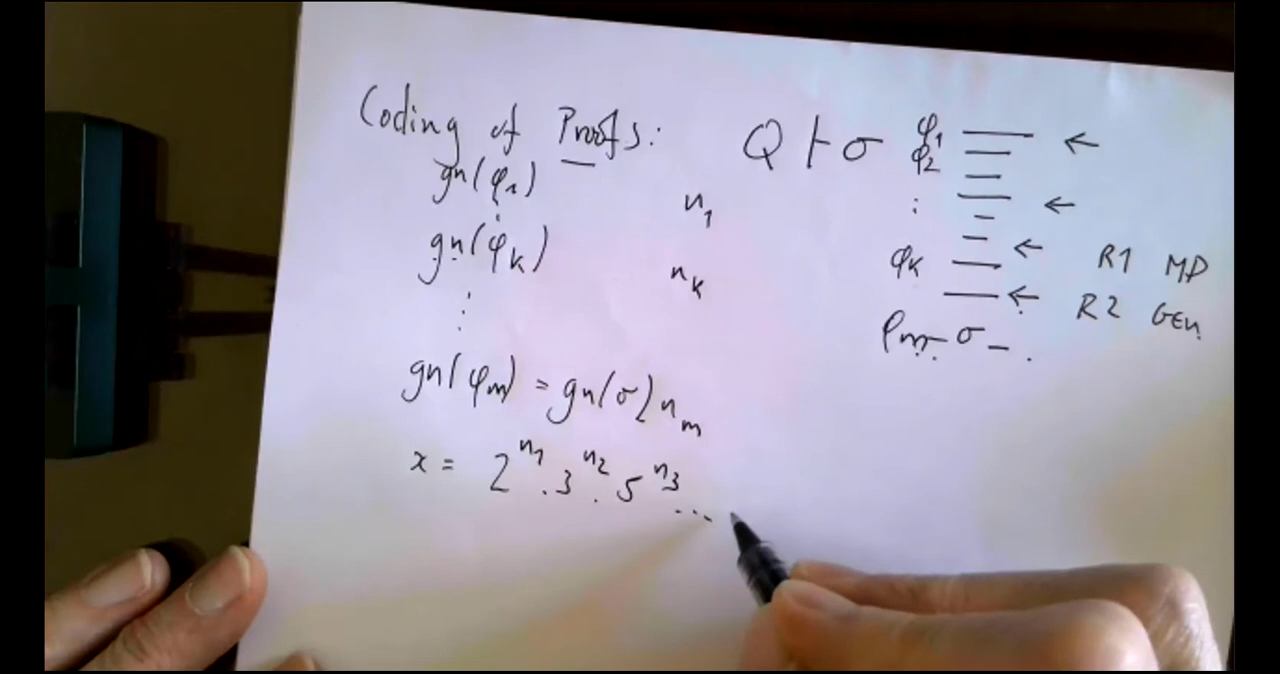 Coding of Proofs: Q ⊢ σ φ₁ ←
gn(φ₁) φ₂
⋮ n₁ ⋮ ←
gn(φₖ) nₖ φₖ ← R1 MP
⋮ ← R2 Gen
φₘ σ
gn(φₘ) = gn(σ) nₘ
x = 2^n₁ · 3^n₂ · 5^n₃ ...